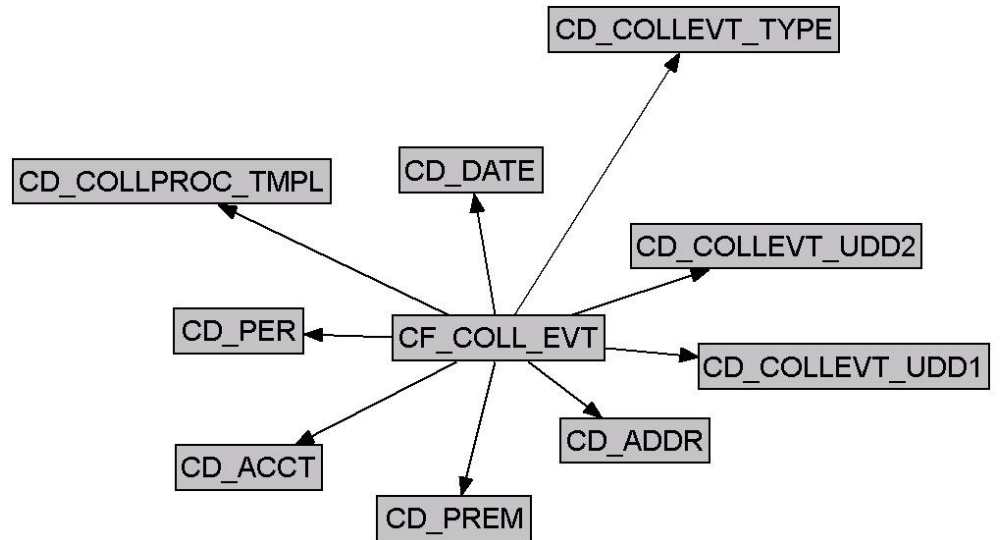 CD_COLLEVT_TYPE
CD_DATE
CD_COLLPROC_TMPL
CD_COLLEVT_UDD2
CD_PER
CF_COLL_EVT
CD_COLLEVT_UDD1
CD_ADDR
CD_ACCT
CD_PREM